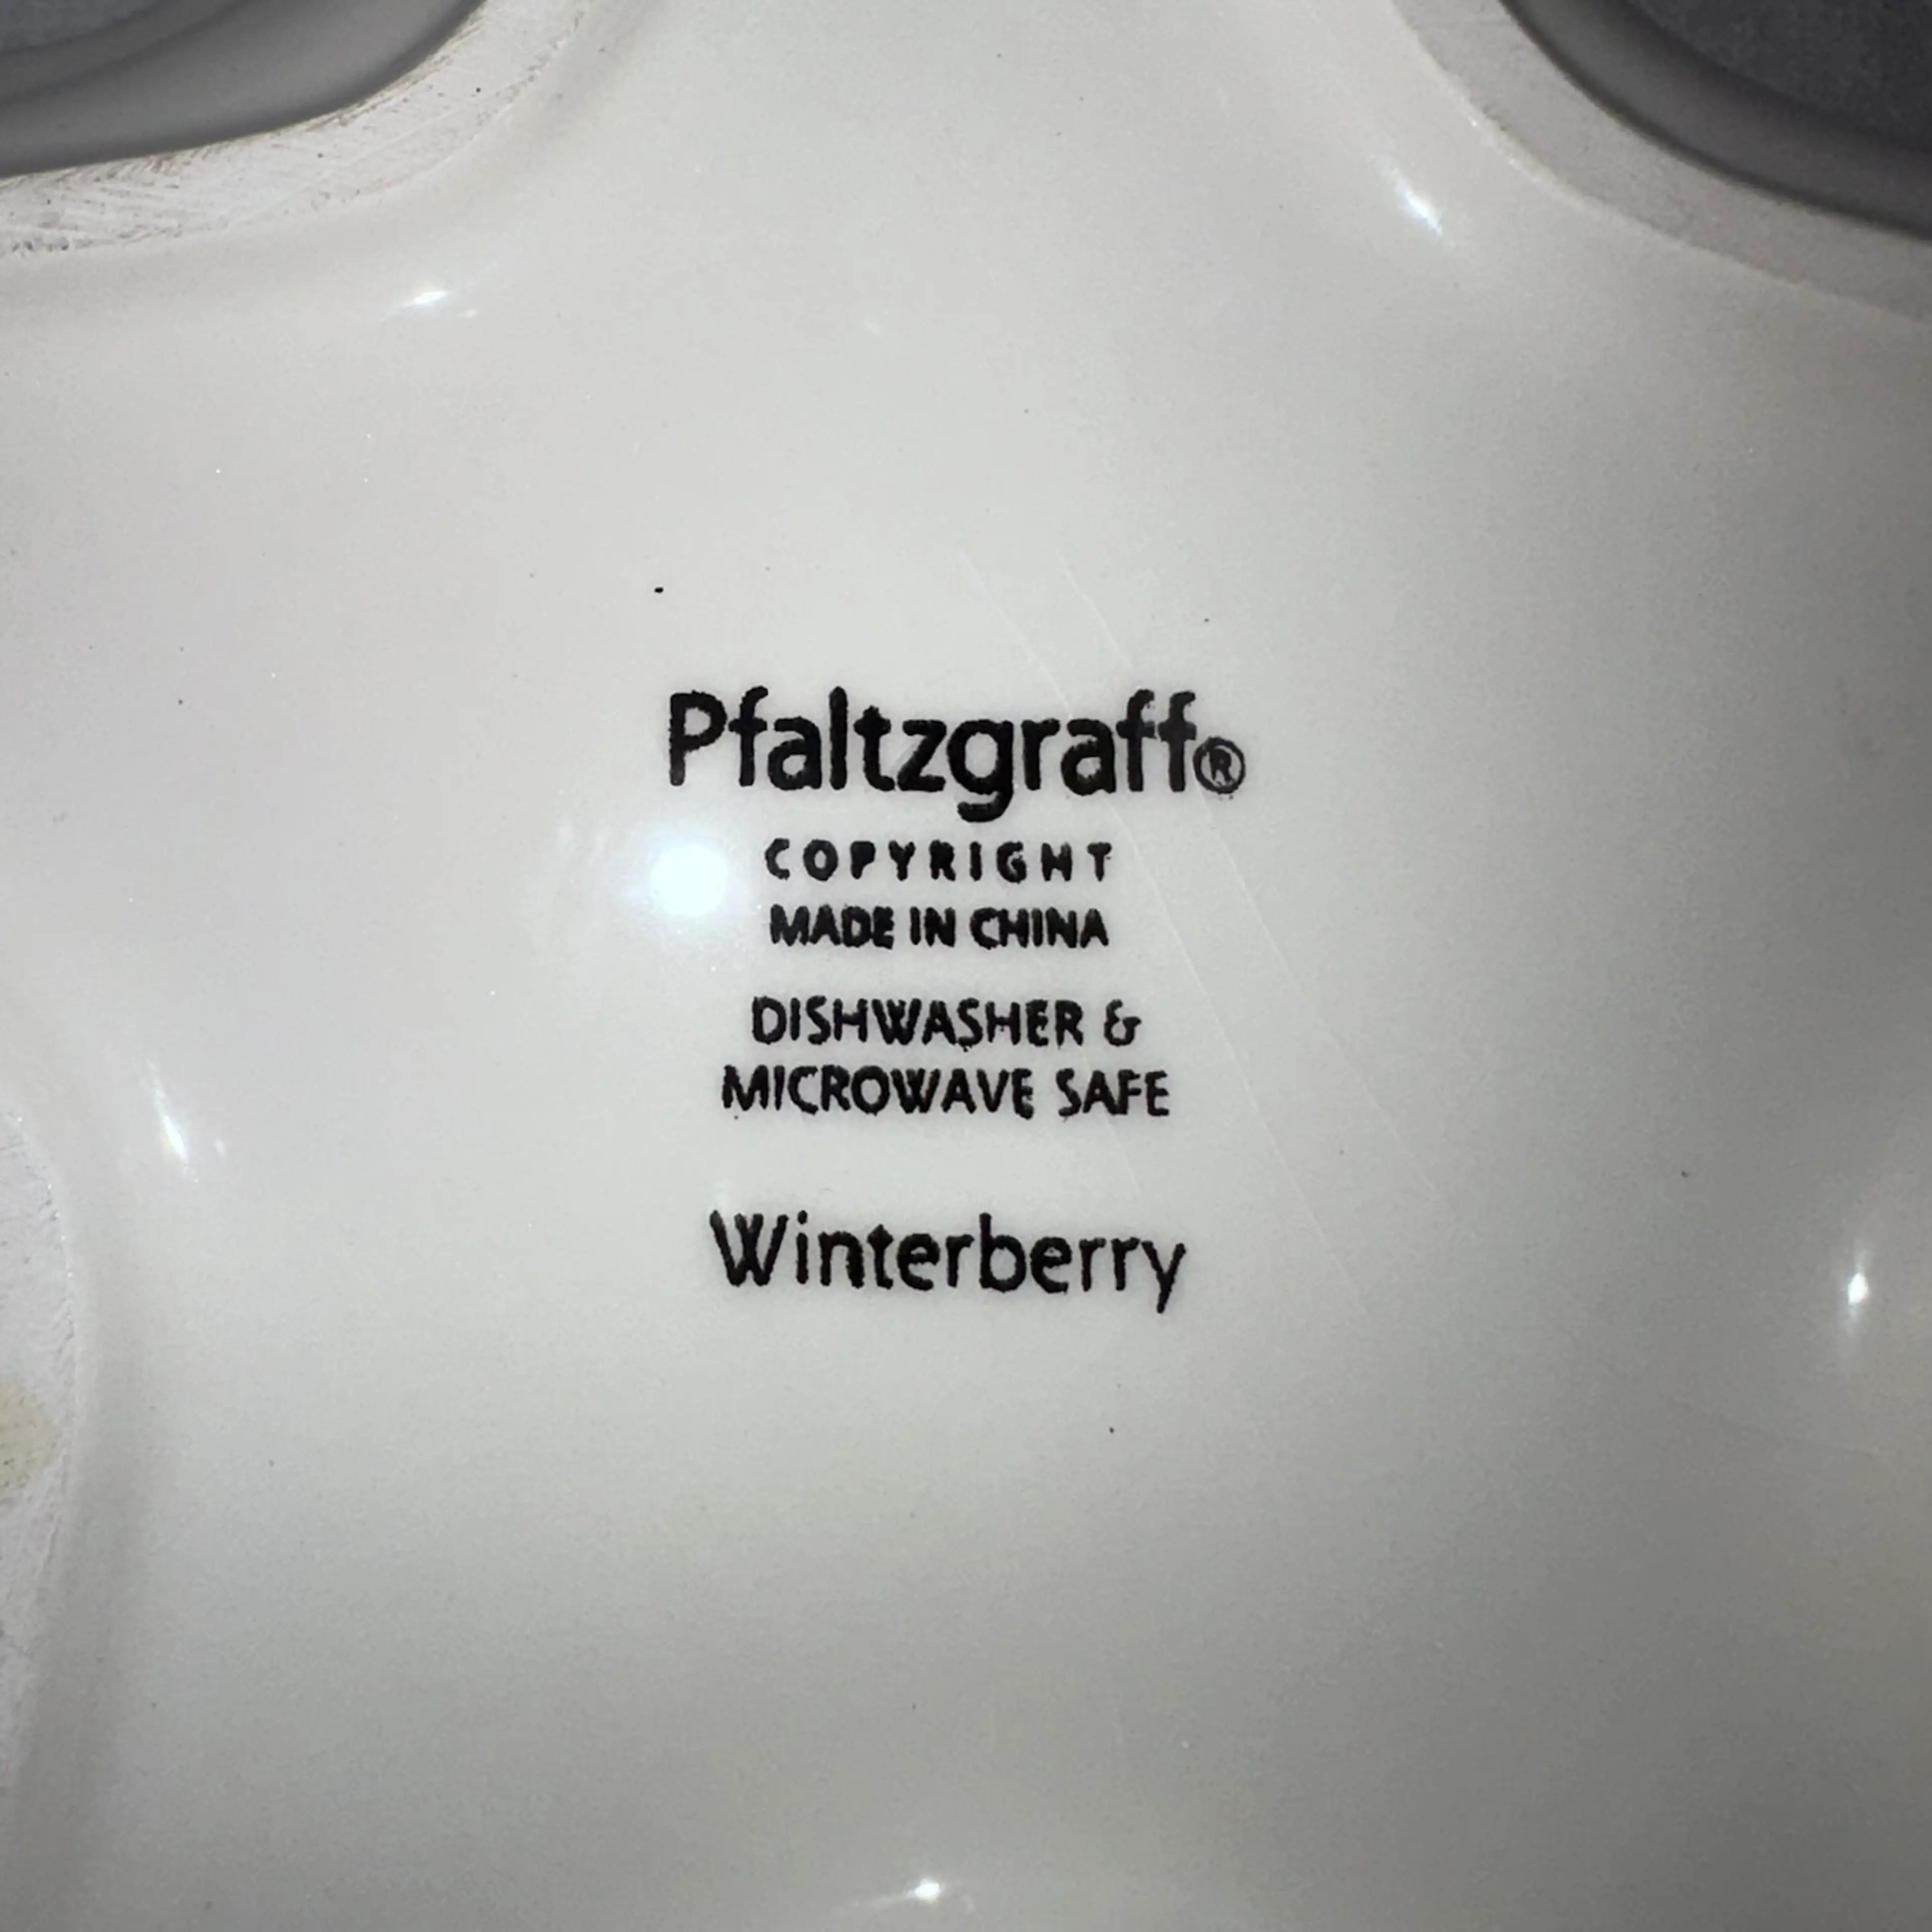 Pfaltzgraff®
COPYRIGHT
MADE IN CHINA
DISHWASHER &
MICROWAVE SAFE
Winterberry